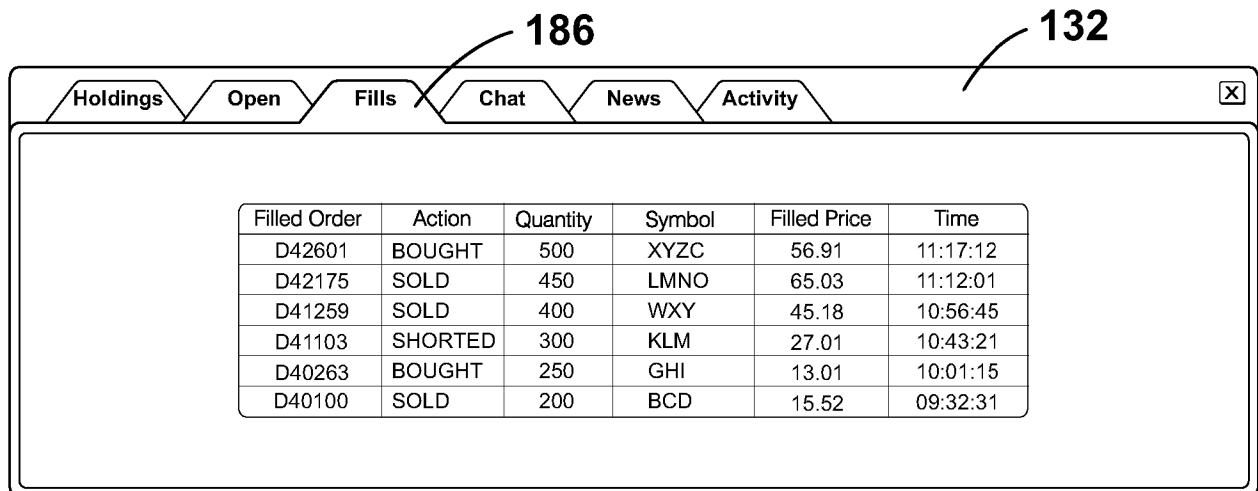 186 132
Holdings Open Fills Chat News Activity X
Filled Order Action Quantity Symbol Filled Price Time
D42601 BOUGHT 500 XYZC 56.91 11:17:12
D42175 SOLD 450 LMNO 65.03 11:12:01
D41259 SOLD 400 WXY 45.18 10:56:45
D41103 SHORTED 300 KLM 27.01 10:43:21
D40263 BOUGHT 250 GHI 13.01 10:01:15
D40100 SOLD 200 BCD 15.52 09:32:31